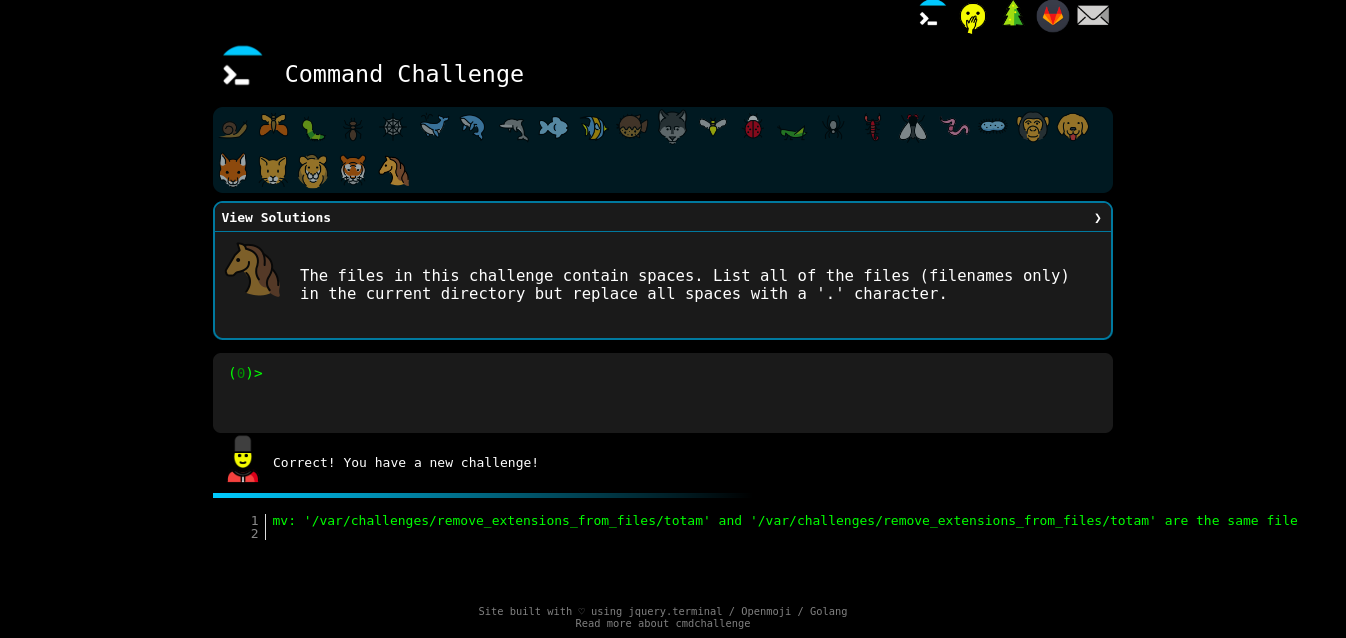 Command Challenge
View Solutions ❯
The files in this challenge contain spaces. List all of the files (filenames only)
in the current directory but replace all spaces with a '.' character.
(0)>
Correct! You have a new challenge!
1 mv: '/var/challenges/remove_extensions_from_files/totam' and '/var/challenges/remove_extensions_from_files/totam' are the same file
2
Site built with ♡ using jquery.terminal / Openmoji / Golang
Read more about cmdchallenge